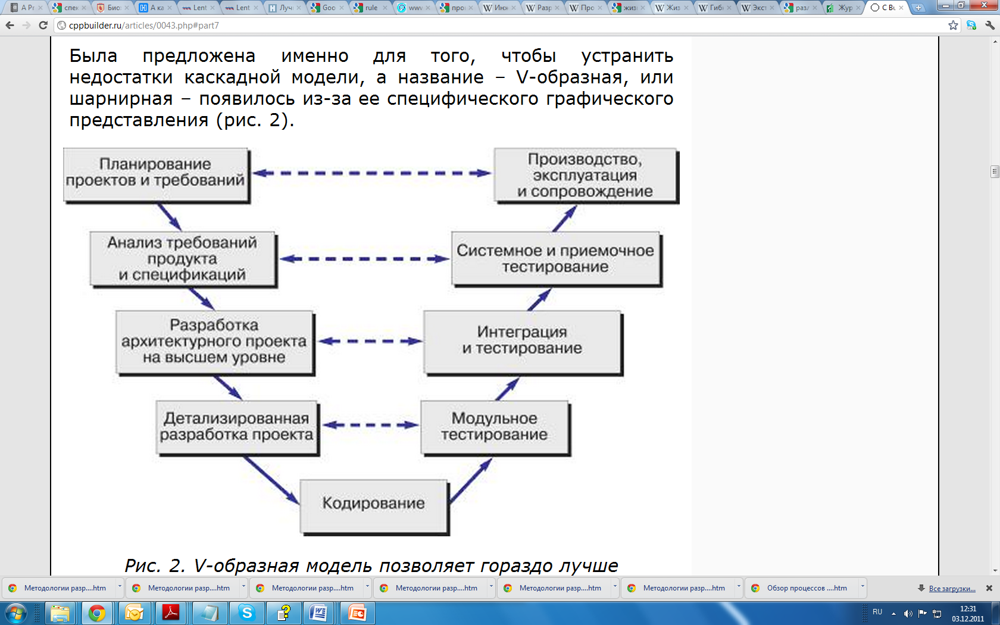 A Pr
спек
Биоз
А ка
Lent
Lent
Лучш
Goo
rule
www
про
Инж
Разр
Про
жиз
Жиз
Гиб
Экст
разл
Жур
C Bu
cppbuilder.ru/articles/0043.php#part7
Была предложена именно для того, чтобы устранить
недостатки каскадной модели, а название – V-образная, или
шарнирная – появилось из-за ее специфического графического
представления (рис. 2).
Планирование
проектов и требований
Производство,
эксплуатация
и сопровождение
Анализ требований
продукта
и спецификаций
Системное и приемочное
тестирование
Разработка
архитектурного проекта
на высшем уровне
Интеграция
и тестирование
Детализированная
разработка проекта
Модульное
тестирование
Кодирование
Рис. 2. V-образная модель позволяет гораздо лучше
Методологии разр....htm
Методологии разр....htm
Методологии разр....htm
Методологии разр....htm
Методологии разр....htm
Методологии разр....htm
Обзор процессов ....htm
Все загрузки...
RU
12:31
03.12.2011